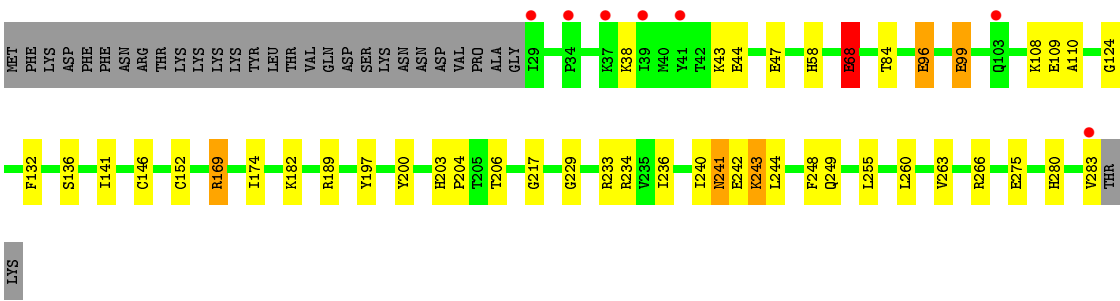 MET PHE LYS ASP PHE PHE ASN ARG THR LYS LYS LYS LYS TYR LEU THR VAL GLN ASP SER LYS ASN ASN ASP VAL PRO ALA GLY I29 P34 K37 K38 I39 M40 Y41 T42 K43 E44 E47 H58 E68 T84 E96 E99 Q103 K108 E109 A110 G124
F132 S136 I141 C146 C152 R169 I174 K182 R189 Y197 Y200 H203 P204 T205 T206 G217 G229 R233 R234 V235 I236 I240 N241 E242 K243 L244 F248 Q249 L255 L260 V263 R266 E275 H280 V283 THR
LYS